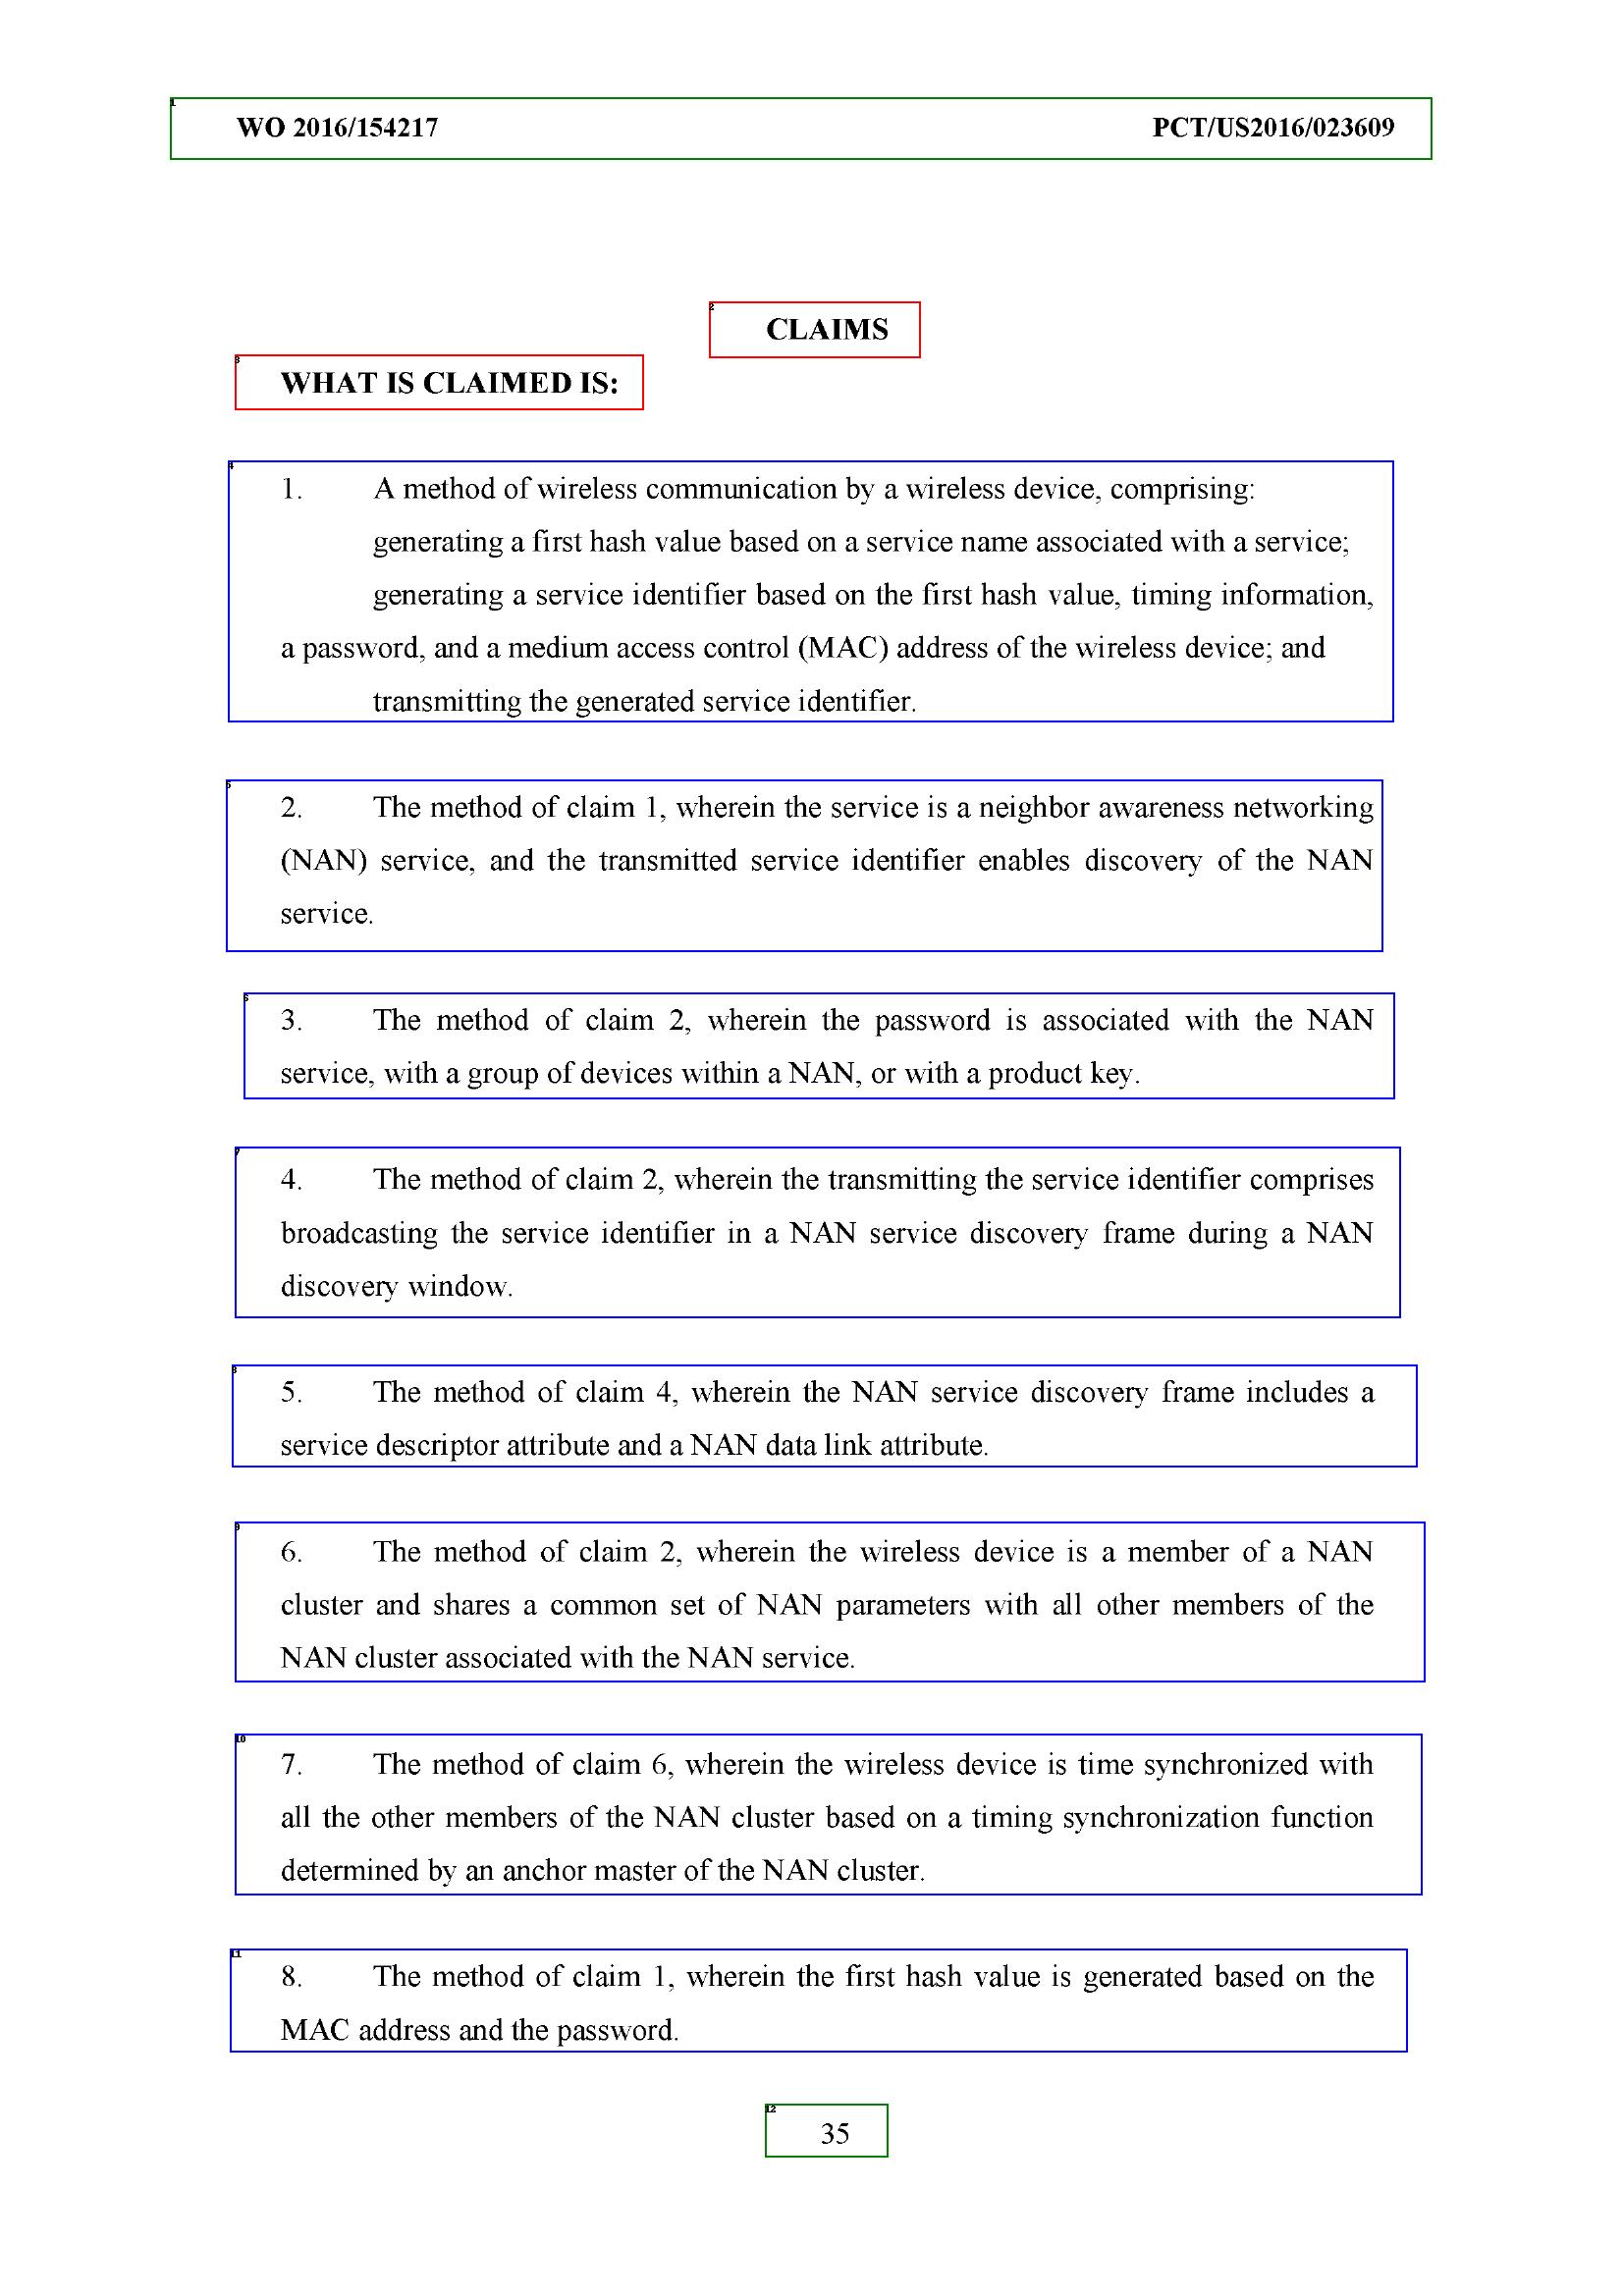 1
WO 2016/154217 PCT/US2016/023609
2
CLAIMS
3
WHAT IS CLAIMED IS:
4
1. A method of wireless communication by a wireless device, comprising:
generating a first hash value based on a service name associated with a service;
generating a service identifier based on the first hash value, timing information,
a password, and a medium access control (MAC) address of the wireless device; and
transmitting the generated service identifier.
5
2. The method of claim 1, wherein the service is a neighbor awareness networking
(NAN) service, and the transmitted service identifier enables discovery of the NAN
service.
6
3. The method of claim 2, wherein the password is associated with the NAN
service, with a group of devices within a NAN, or with a product key.
7
4. The method of claim 2, wherein the transmitting the service identifier comprises
broadcasting the service identifier in a NAN service discovery frame during a NAN
discovery window.
8
5. The method of claim 4, wherein the NAN service discovery frame includes a
service descriptor attribute and a NAN data link attribute.
9
6. The method of claim 2, wherein the wireless device is a member of a NAN
cluster and shares a common set of NAN parameters with all other members of the
NAN cluster associated with the NAN service.
10
7. The method of claim 6, wherein the wireless device is time synchronized with
all the other members of the NAN cluster based on a timing synchronization function
determined by an anchor master of the NAN cluster.
11
8. The method of claim 1, wherein the first hash value is generated based on the
MAC address and the password.
12
35